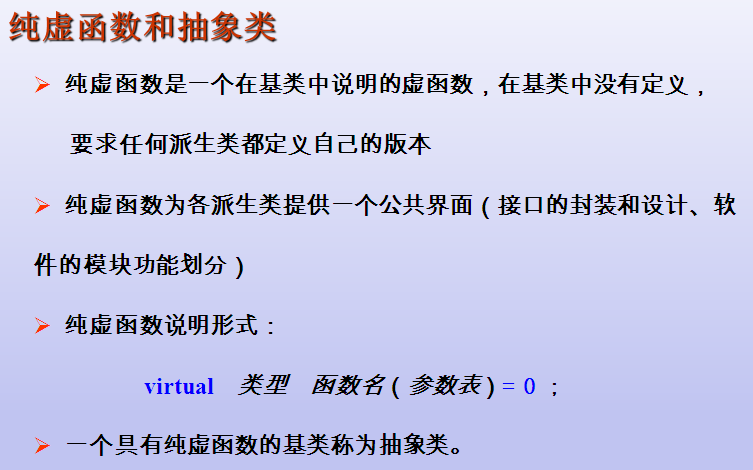 纯虚函数和抽象类
➢ 纯虚函数是一个在基类中说明的虚函数，在基类中没有定义，
要求任何派生类都定义自己的版本
➢ 纯虚函数为各派生类提供一个公共界面（接口的封装和设计、软
件的模块功能划分）
➢ 纯虚函数说明形式：
virtual 类型 函数名（参数表）= 0 ；
➢ 一个具有纯虚函数的基类称为抽象类。